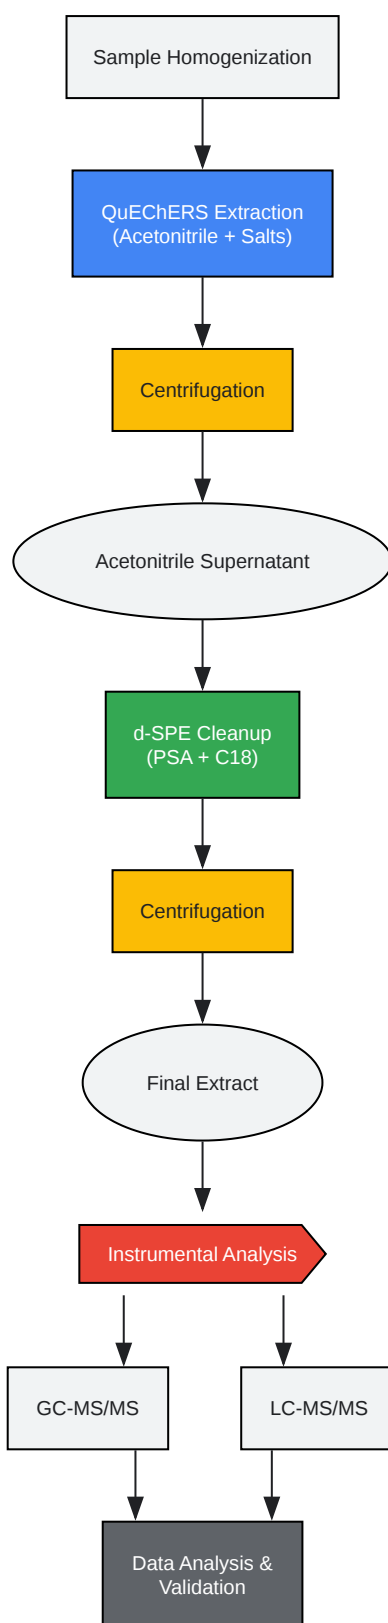 Sample Homogenization
QuEChERS Extraction
(Acetonitrile + Salts)
Centrifugation
Acetonitrile Supernatant
d-SPE Cleanup
(PSA + C18)
Centrifugation
Final Extract
Instrumental Analysis
GC-MS/MS
LC-MS/MS
Data Analysis &
Validation